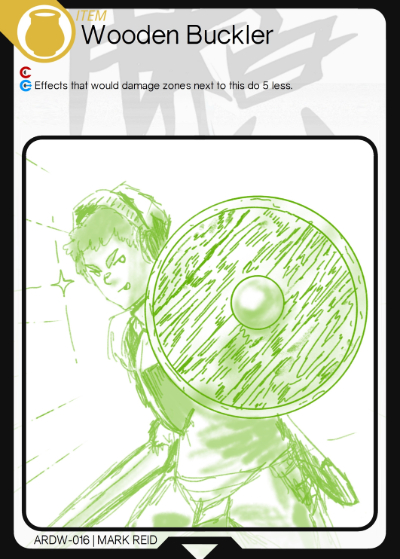 ITEM
Wooden Buckler
C
C Effects that would damage zones next to this do 5 less.
ARDW-016 | MARK REID